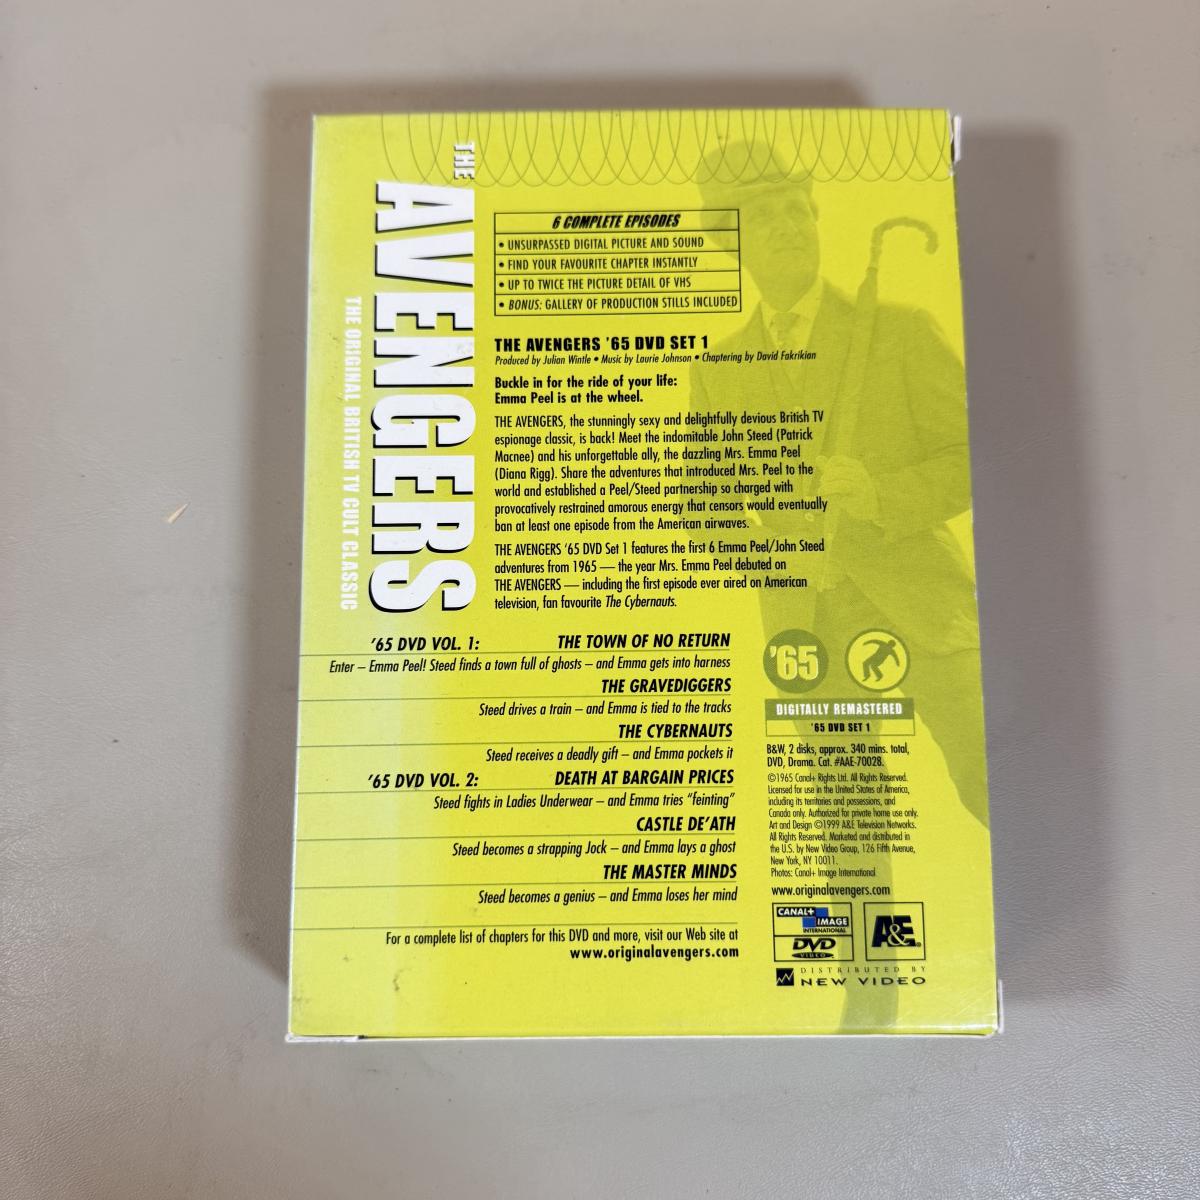 THE
AVENGERS
THE ORIGINAL BRITISH TV CULT CLASSIC
6 COMPLETE EPISODES
• UNSURPASSED DIGITAL PICTURE AND SOUND
• FIND YOUR FAVOURITE CHAPTER INSTANTLY
• UP TO TWICE THE PICTURE DETAIL OF VHS
• BONUS: GALLERY OF PRODUCTION STILLS INCLUDED
THE AVENGERS '65 DVD SET 1
Produced by Julian Wintle • Music by Laurie Johnson • Chaptering by David Fakrikian
Buckle in for the ride of your life:
Emma Peel is at the wheel.
THE AVENGERS, the stunningly sexy and delightfully devious British TV
espionage classic, is back! Meet the indomitable John Steed (Patrick
Macnee) and his unforgettable ally, the dazzling Mrs. Emma Peel
(Diana Rigg). Share the adventures that introduced Mrs. Peel to the
world and established a Peel/Steed partnership so charged with
provocatively restrained amorous energy that censors would eventually
ban at least one episode from the American airwaves.
THE AVENGERS '65 DVD Set 1 features the first 6 Emma Peel/John Steed
adventures from 1965 — the year Mrs. Emma Peel debuted on
THE AVENGERS — including the first episode ever aired on American
television, fan favourite The Cybernauts.
'65 DVD VOL. 1: THE TOWN OF NO RETURN
Enter – Emma Peel! Steed finds a town full of ghosts – and Emma gets into harness
THE GRAVEDIGGERS
Steed drives a train – and Emma is tied to the tracks
THE CYBERNAUTS
Steed receives a deadly gift – and Emma pockets it
'65 DVD VOL. 2: DEATH AT BARGAIN PRICES
Steed fights in Ladies Underwear – and Emma tries "feinting"
CASTLE DE'ATH
Steed becomes a strapping Jock – and Emma lays a ghost
THE MASTER MINDS
Steed becomes a genius – and Emma loses her mind
For a complete list of chapters for this DVD and more, visit our Web site at
www.originalavengers.com
'65
DIGITALLY REMASTERED
'65 DVD SET 1
B&W, 2 disks, approx. 340 mins. total,
DVD, Drama. Cat. #AAE-70028.
©1965 Canal+ Rights Ltd. All Rights Reserved.
Licensed for use in the United States of America,
including its territories and possessions, and
Canada only. Authorized for private home use only.
Art and Design ©1999 A&E Television Networks.
All Rights Reserved. Marketed and distributed in
the U.S. by New Video Group, 126 Fifth Avenue,
New York, NY 10011.
Photos: Canal+ Image International
www.originalavengers.com
CANAL+
IMAGE
INTERNATIONAL
DVD
VIDEO
A&E
DISTRIBUTED BY
NEW VIDEO